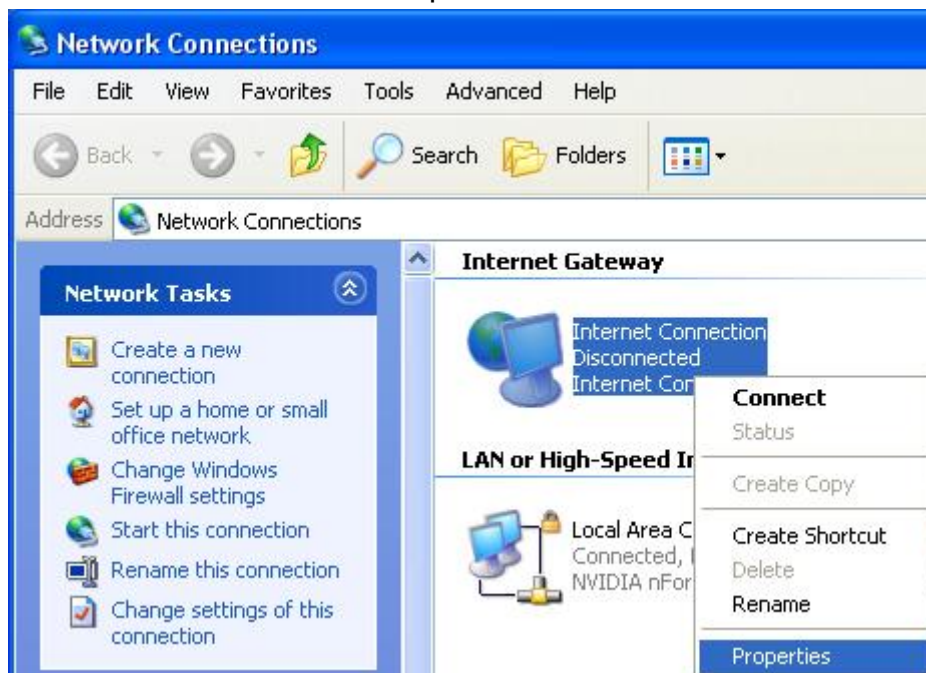 Network Connections
File Edit View Favorites Tools Advanced Help
Back Search Folders
Address Network Connections
Network Tasks
Create a new
connection
Set up a home or small
office network
Change Windows
Firewall settings
Start this connection
Rename this connection
Change settings of this
connection
Internet Gateway
Internet Connection
Disconnected
Internet
LAN or High-Speed
Local Area
Connected,
NVIDIA
Connect
Status
Create Copy
Create Shortcut
Delete
Rename
Properties